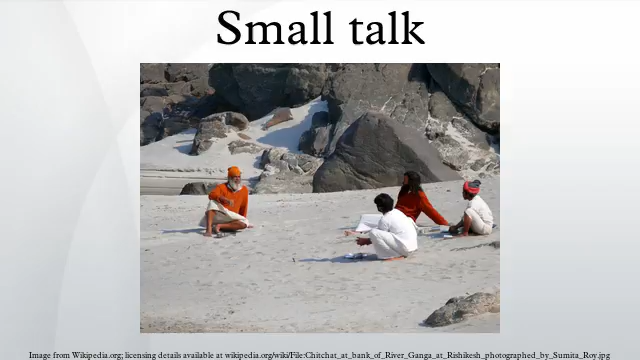 Small talk
Image from Wikipedia.org; licensing details available at wikipedia.org/wiki/File:Chitchat_at_bank_of_River_Ganga_at_Rishikesh_photographed_by_Sumita_Roy.jpg